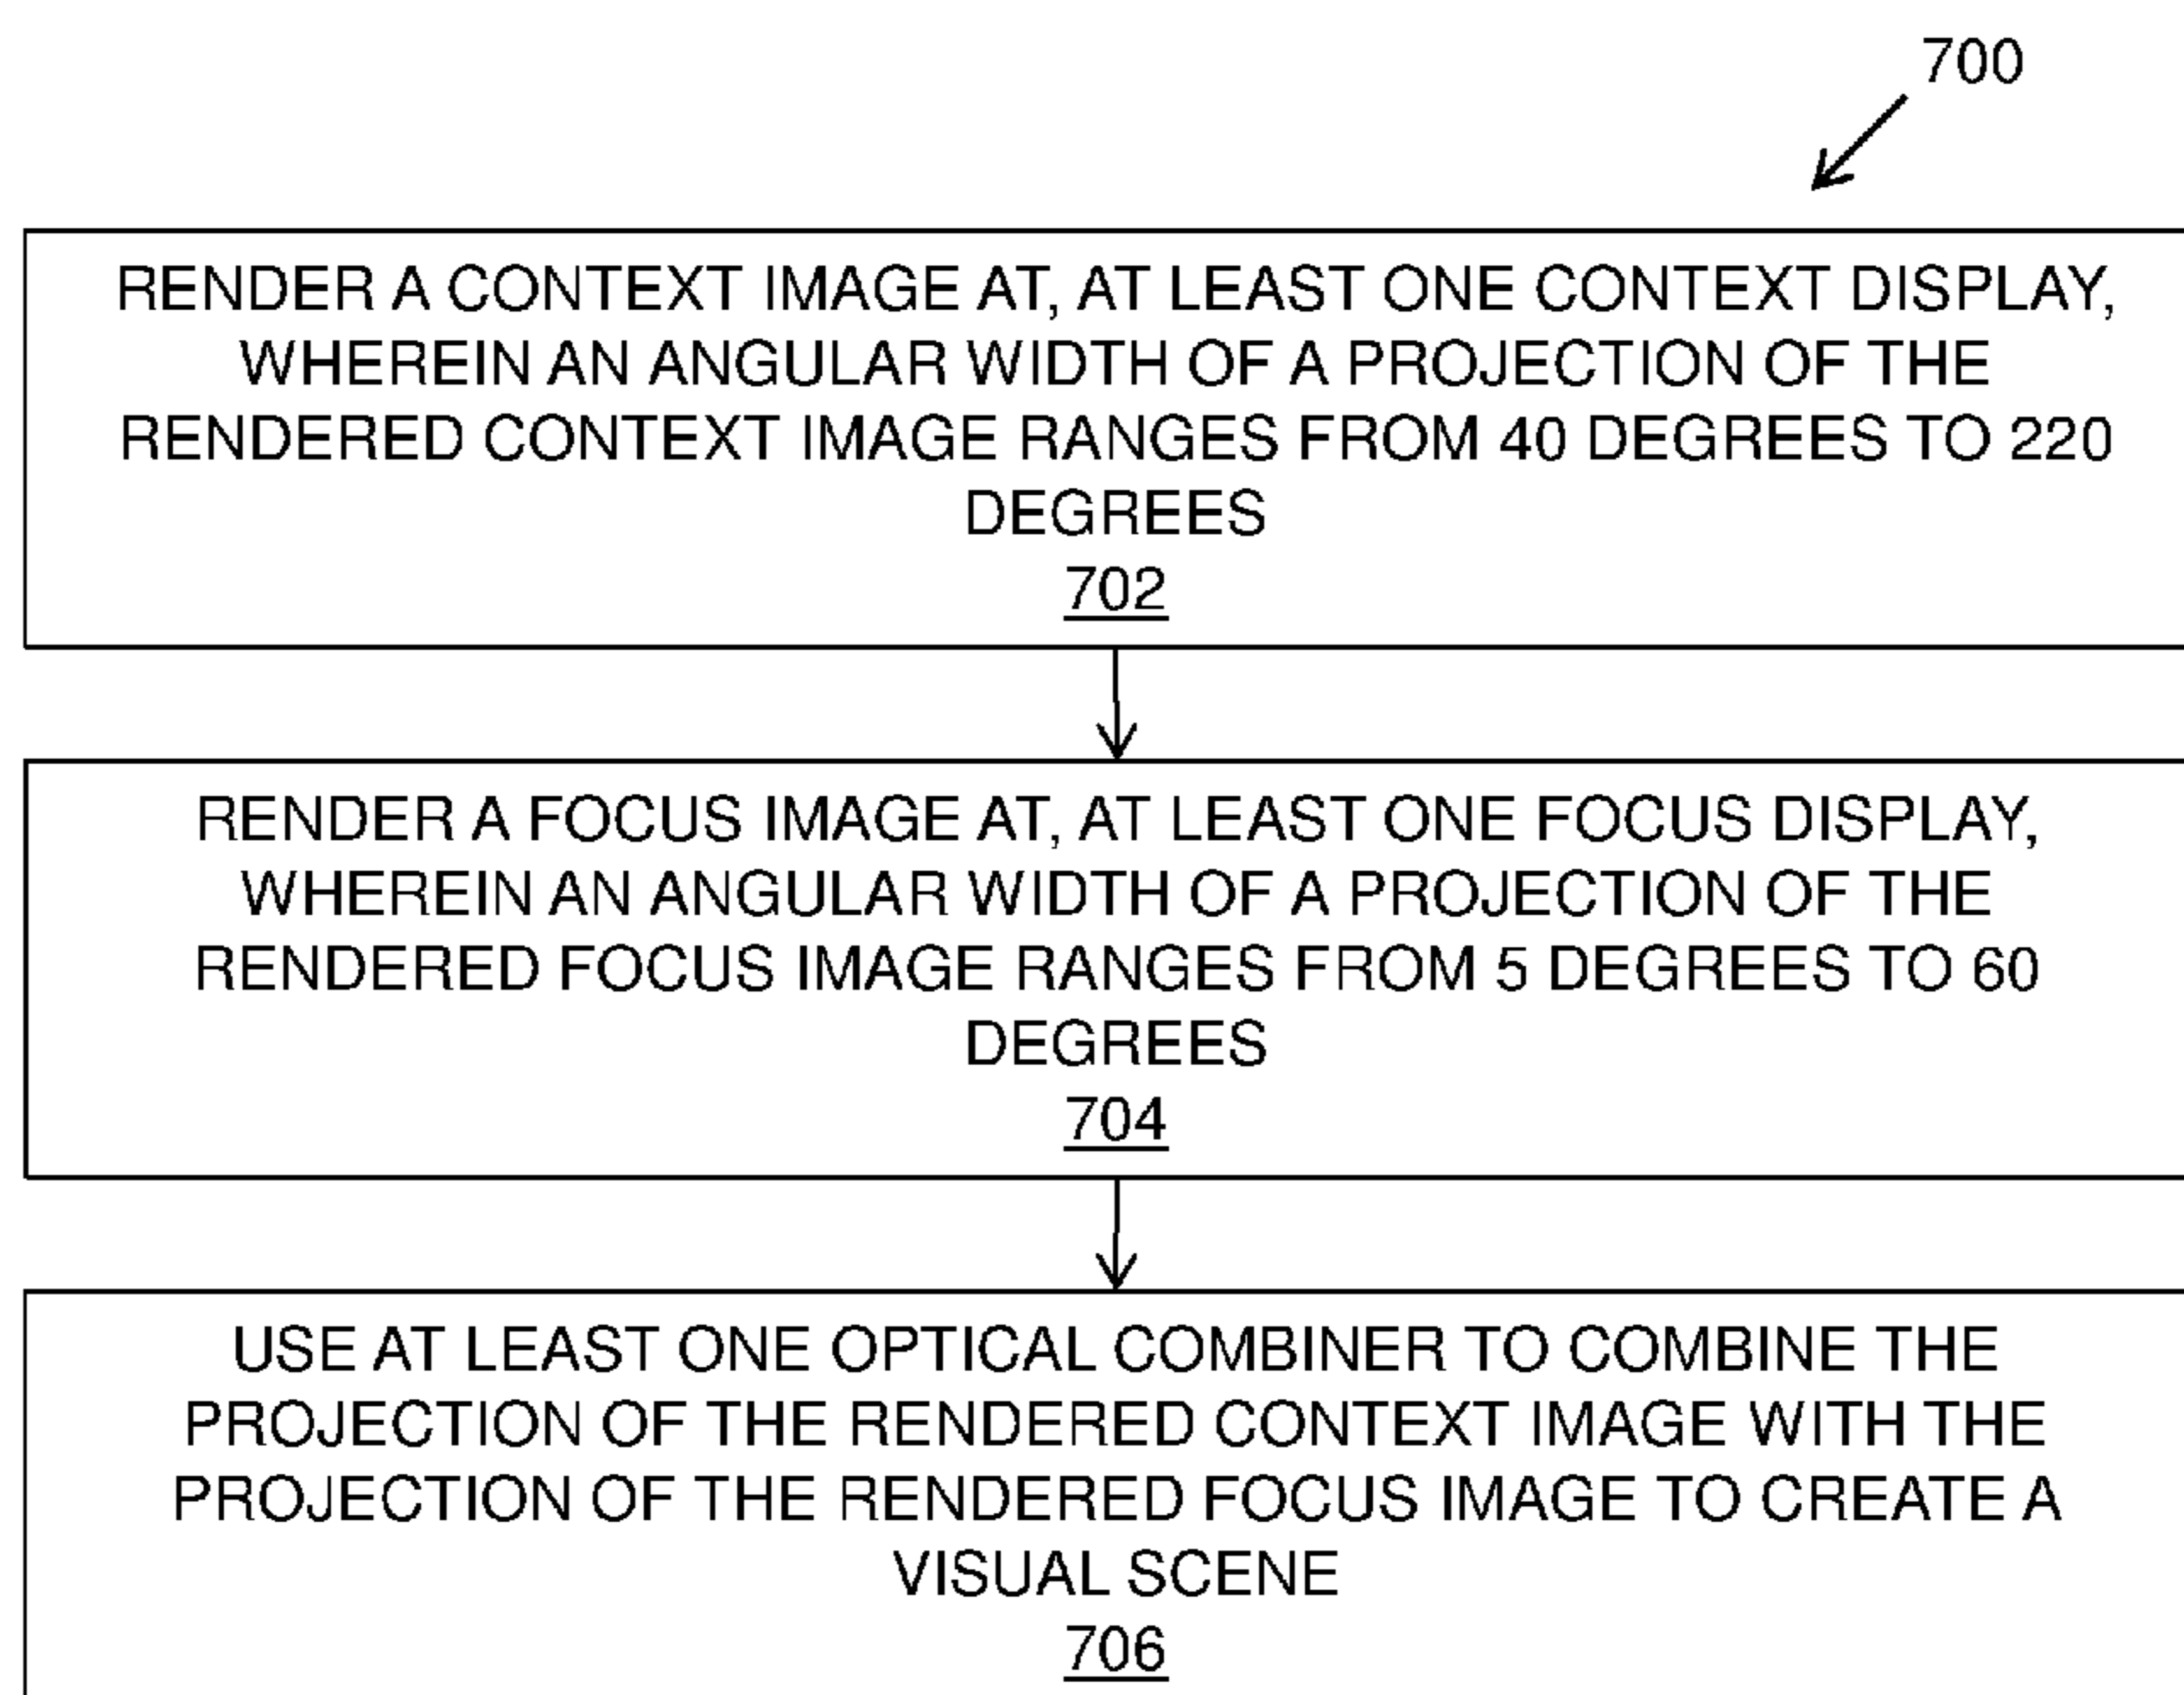 700
RENDER A CONTEXT IMAGE AT, AT LEAST ONE CONTEXT DISPLAY,
WHEREIN AN ANGULAR WIDTH OF A PROJECTION OF THE
RENDERED CONTEXT IMAGE RANGES FROM 40 DEGREES TO 220
DEGREES
702
RENDER A FOCUS IMAGE AT, AT LEAST ONE FOCUS DISPLAY,
WHEREIN AN ANGULAR WIDTH OF A PROJECTION OF THE
RENDERED FOCUS IMAGE RANGES FROM 5 DEGREES TO 60
DEGREES
704
USE AT LEAST ONE OPTICAL COMBINER TO COMBINE THE
PROJECTION OF THE RENDERED CONTEXT IMAGE WITH THE
PROJECTION OF THE RENDERED FOCUS IMAGE TO CREATE A
VISUAL SCENE
706